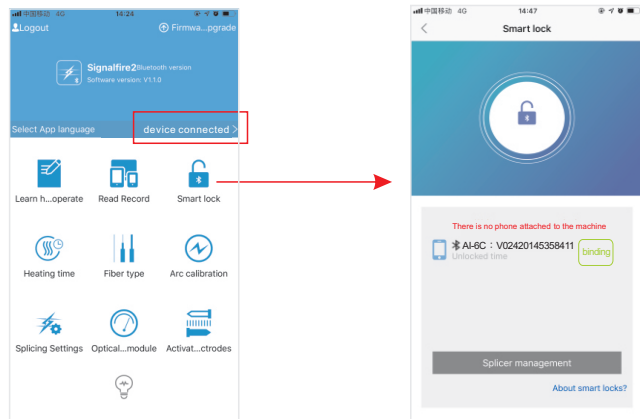 中国移动 4G 14:24
Logout
Firmwa...pgrade
Signalfire2Bluetooth version
Software version: V1.1.0
Select App language
device connected >
Learn h...operate
Read Record
Smart lock
Heating time
Fiber type
Arc calibration
Splicing Settings
Optical...module
Activat...ctrodes
中国移动 4G 14:47
Smart lock
There is no phone attached to the machine
AI-6C：V02420145358411
Unlocked time
binding
Splicer management
About smart locks?